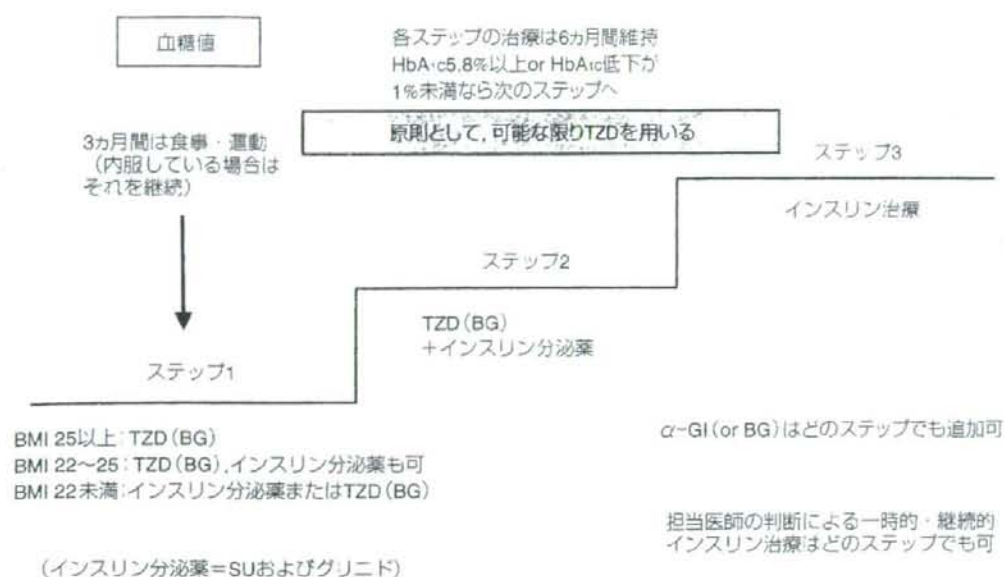 血糖値
各ステップの治療は6カ月間維持
HbA1c5.8%以上or HbA1c低下が
1%未満なら次のステップへ
原則として,可能な限りTZDを用いる
3カ月間は食事・運動
(内服している場合は
それを継続)
ステップ3
インスリン治療
ステップ2
TZD(BG)
+インスリン分泌薬
ステップ1
BMI 25以上:TZD(BG)
BMI 22〜25:TZD(BG),インスリン分泌薬も可
BMI 22未満:インスリン分泌薬またはTZD(BG)
α-GI(or BG)はどのステップでも追加可
担当医師の判断による一時的・継続的
インスリン治療はどのステップでも可
(インスリン分泌薬=SUおよびグリニド)